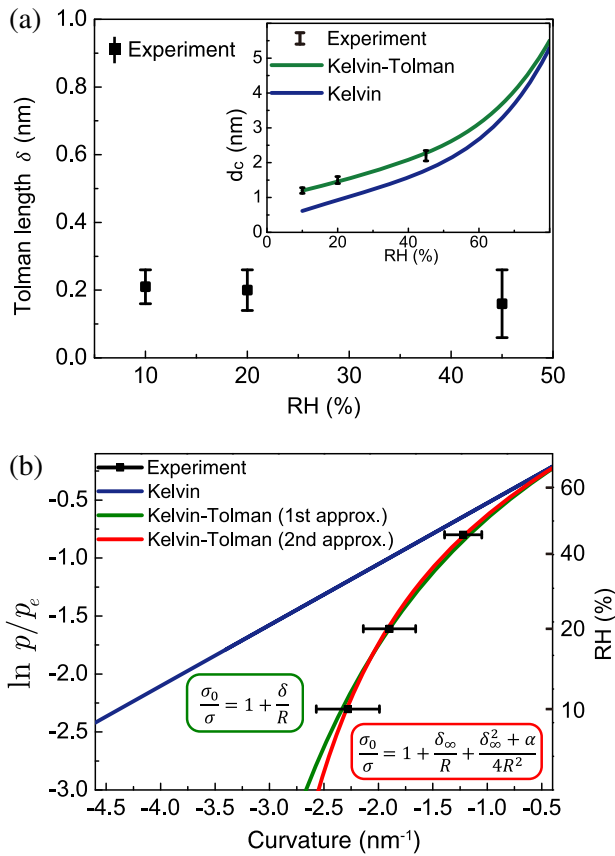 (a)
1.0
0.8
0.6
0.4
0.2
0.0
Tolman length δ (nm)
Experiment
10
20
30
40
50
RH (%)
Experiment
Kelvin-Tolman
Kelvin
5
4
3
2
1
0
d_c (nm)
0
20
40
60
RH (%)
(b)
Experiment
Kelvin
Kelvin-Tolman (1st approx.)
Kelvin-Tolman (2nd approx.)
-0.5
-1.0
-1.5
-2.0
-2.5
-3.0
ln p/p_e
60
40
20
10
RH (%)
σ₀/σ = 1 + δ/R
σ₀/σ = 1 + δ∞/R + (δ∞² + α)/4R²
-4.5 -4.0 -3.5 -3.0 -2.5 -2.0 -1.5 -1.0 -0.5
Curvature (nm⁻¹)